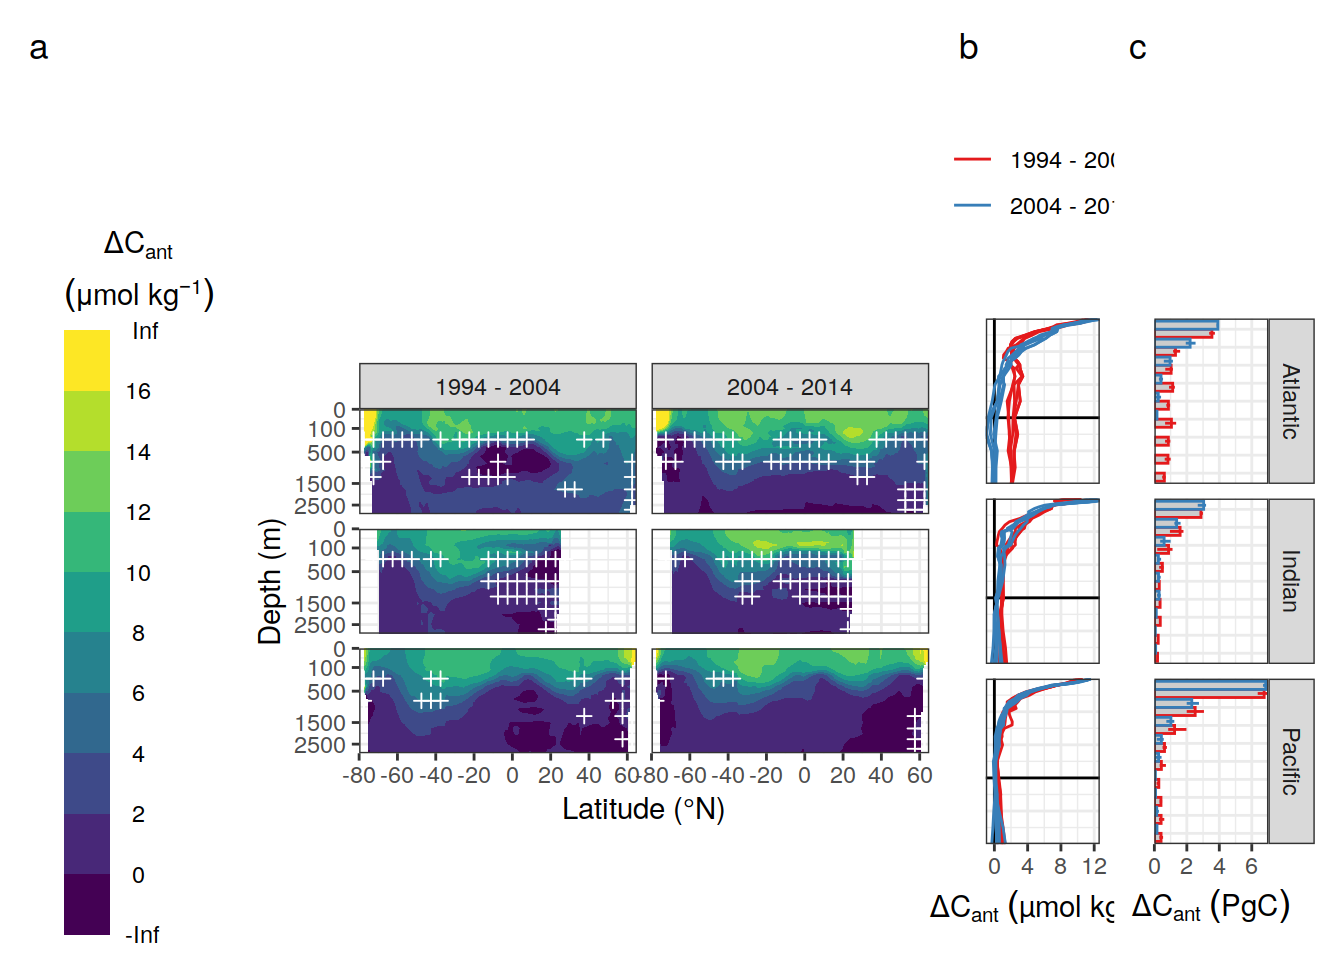 a
b
c
1994 - 200
2004 - 201
ΔCant
(μmol kg−1)
Inf
16
14
12
10
8
6
4
2
0
-Inf
1994 - 2004
2004 - 2014
0
100
500
1500
2500
0
100
500
1500
2500
0
100
500
1500
2500
Depth (m)
-80 -60 -40 -20 0 20 40 60
-80 -60 -40 -20 0 20 40 60
Latitude (°N)
Atlantic
Indian
Pacific
0 4 8 12
0 2 4 6
ΔCant (μmol kg
ΔCant (PgC)